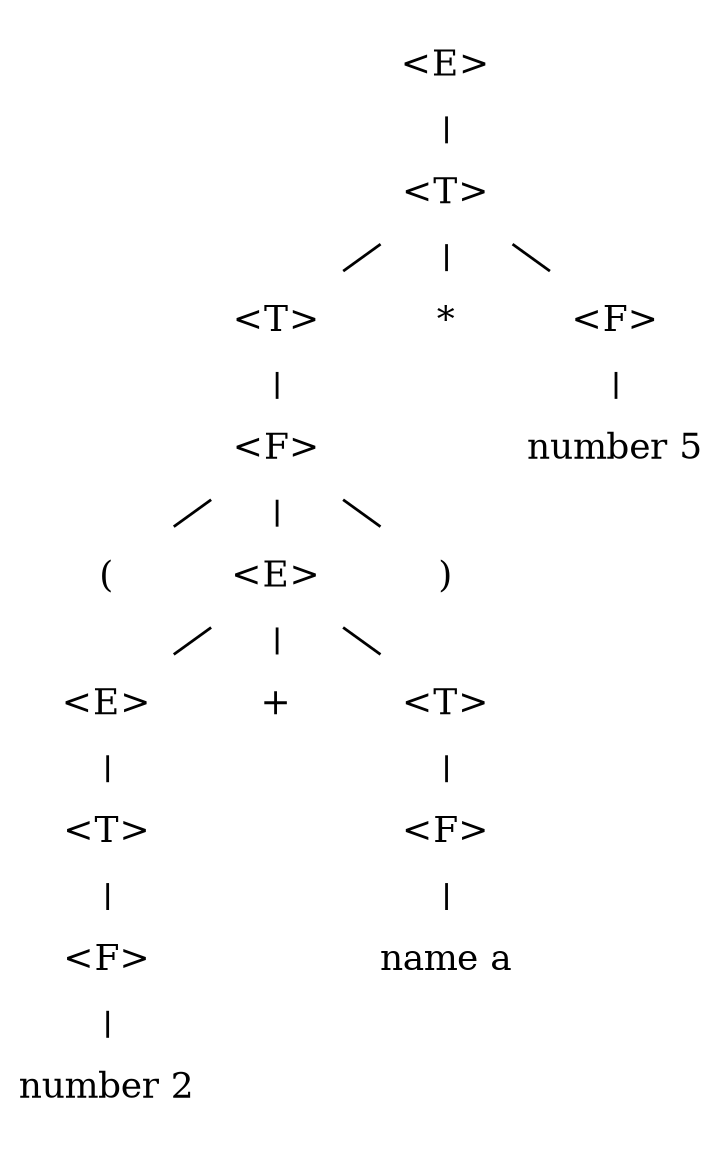 <E>
|
<T>
/ | \
<T> * <F>
| |
<F> number 5
/ | \
( <E> )
/ | \
<E> + <T>
| |
<T> <F>
| |
<F> name a
|
number 2